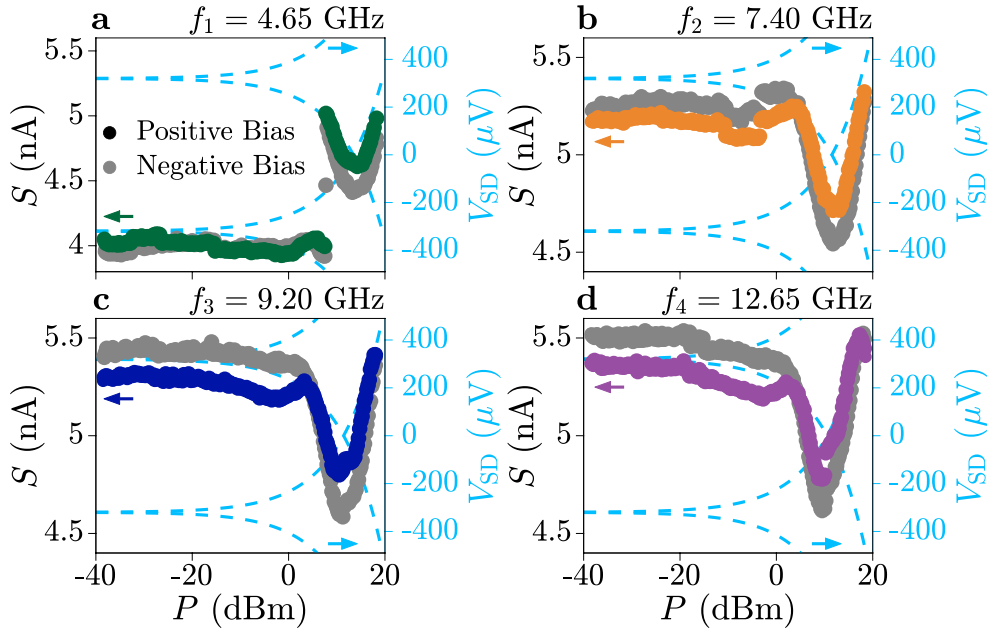 a f₁ = 4.65 GHz
b f₂ = 7.40 GHz
5.5
5
4.5
4
S (nA)
Positive Bias
Negative Bias
400
200
0
-200
-400
V_SD (μV)
5.5
5
4.5
S (nA)
400
200
0
-200
-400
V_SD (μV)
c f₃ = 9.20 GHz
d f₄ = 12.65 GHz
5.5
5
4.5
S (nA)
400
200
0
-200
400
V_SD (μV)
-40 -20 0 20
P (dBm)
5.5
5
4.5
S (nA)
400
200
0
-200
400
V_SD (μV)
-40 -20 0 20
P (dBm)